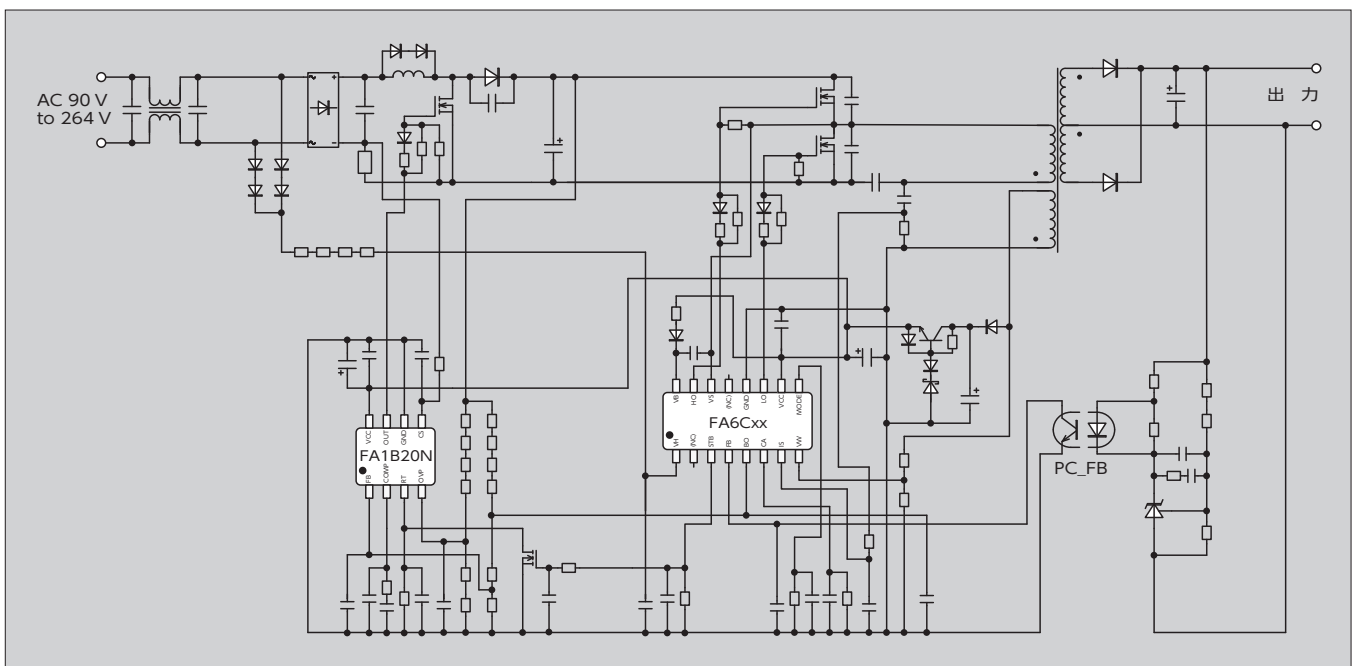 AC 90 V
to 264 V
出 力
VB
HO
VS
(NC)
GND
LO
VCC
MODE
FA6Cxx
VH
(NC)
STB
FB
BO
CA
IS
VW
VCC
OUT
GND
CS
FA1B20N
FB
COMP
RT
OVP
PC_FB
+
~
+
~
−
+
+
+
+